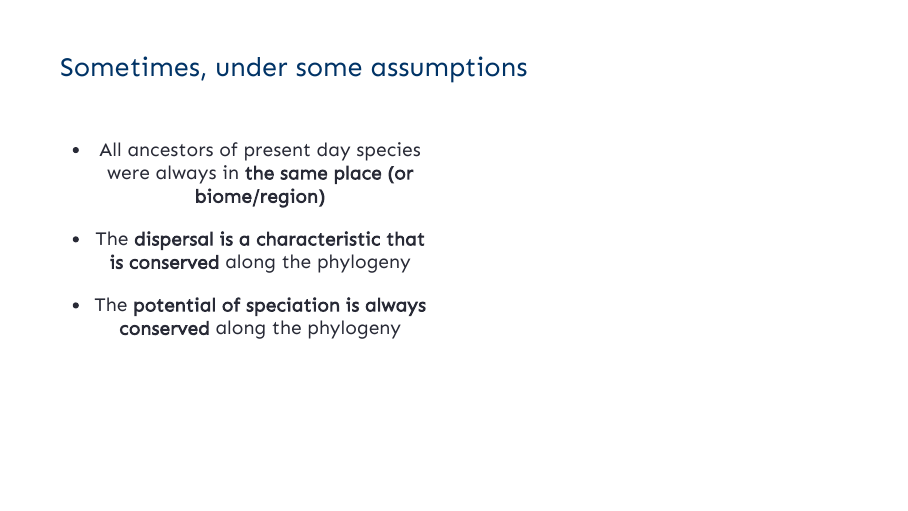 Sometimes, under some assumptions
• All ancestors of present day species
were always in the same place (or
biome/region)
• The dispersal is a characteristic that
is conserved along the phylogeny
• The potential of speciation is always
conserved along the phylogeny